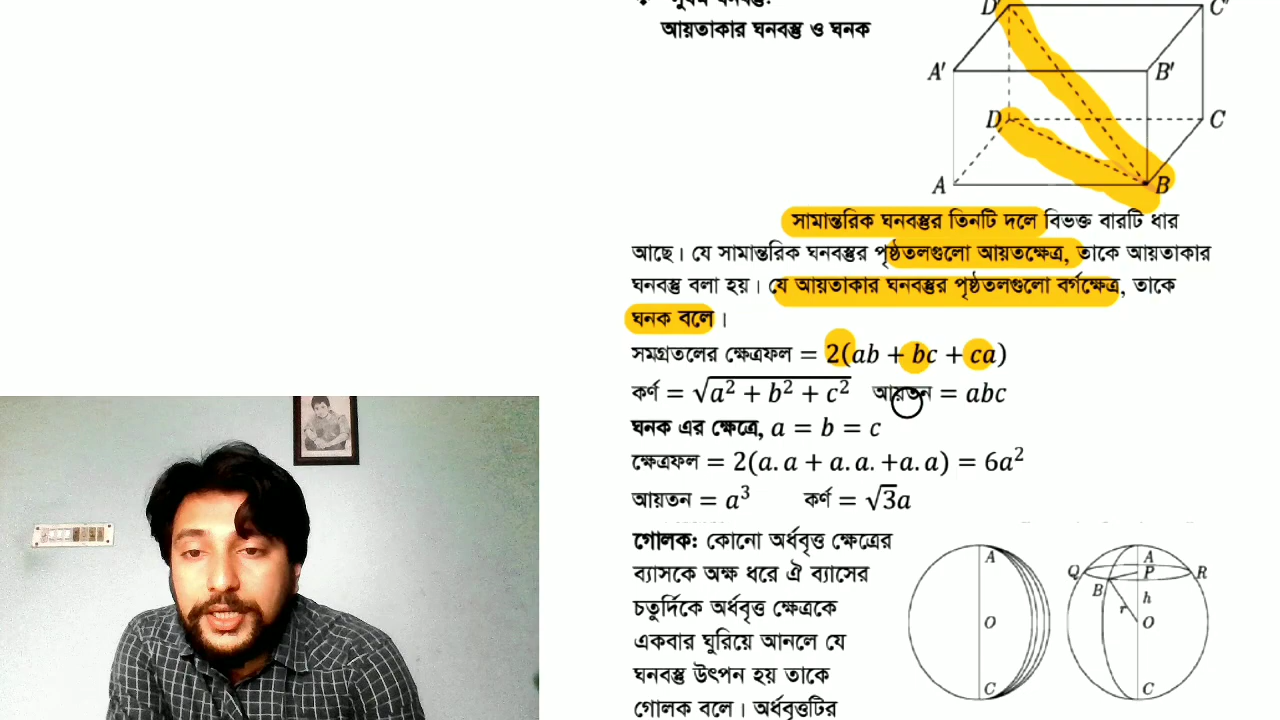 আয়তাকার ঘনবস্তু ও ঘনক
D' C'
A' B'
D C
A B
সামান্তরিক ঘনবস্তুর তিনটি দলে বিভক্ত বারটি ধার
আছে। যে সামান্তরিক ঘনবস্তুর পৃষ্ঠতলগুলো আয়তক্ষেত্র, তাকে আয়তাকার
ঘনবস্তু বলা হয়। যে আয়তাকার ঘনবস্তুর পৃষ্ঠতলগুলো বর্গক্ষেত্র, তাকে
ঘনক বলে।
সমগ্রতলের ক্ষেত্রফল = 2(ab + bc + ca)
কর্ণ = √a² + b² + c² আয়তন = abc
ঘনক এর ক্ষেত্রে, a = b = c
ক্ষেত্রফল = 2(a. a + a. a. +a. a) = 6a²
আয়তন = a³ কর্ণ = √3a
গোলক: কোনো অর্ধবৃত্ত ক্ষেত্রের
ব্যাসকে অক্ষ ধরে ঐ ব্যাসের
চতুর্দিকে অর্ধবৃত্ত ক্ষেত্রকে
একবার ঘুরিয়ে আনলে যে
ঘনবস্তু উৎপন হয় তাকে
গোলক বলে। অর্ধবৃত্তটির
A
O
C
A
Q P R
B
h
r
O
C